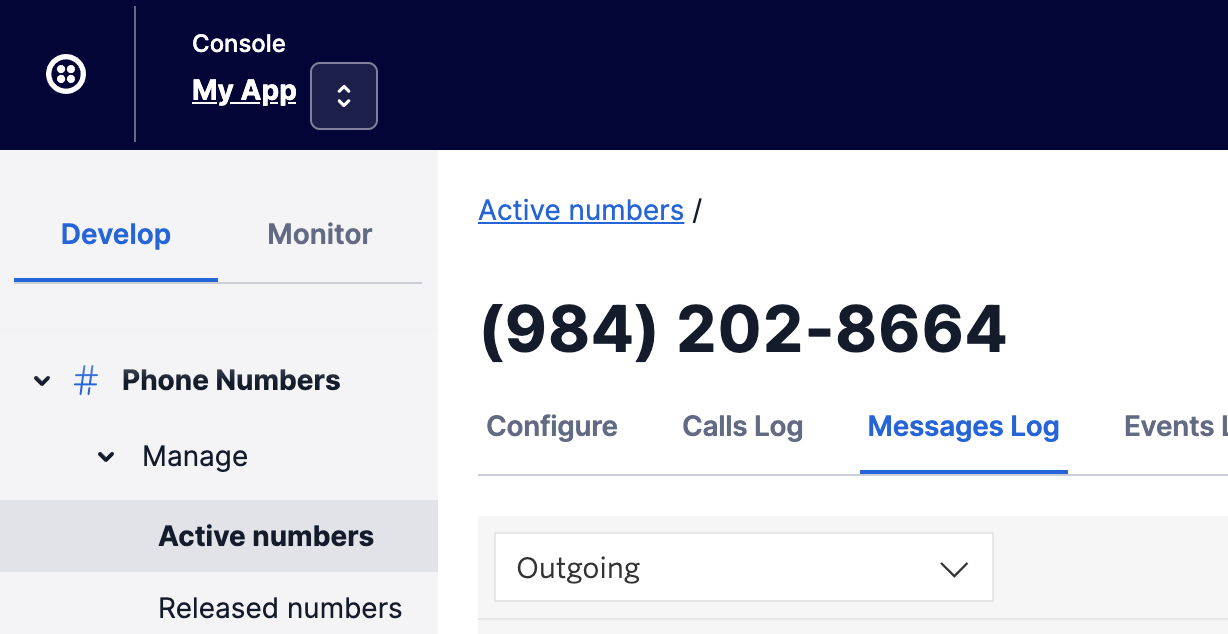 Console
My App
Develop
Monitor
# Phone Numbers
Manage
Active numbers
Released numbers
Active numbers /
(984) 202-8664
Configure
Calls Log
Messages Log
Events L
Outgoing